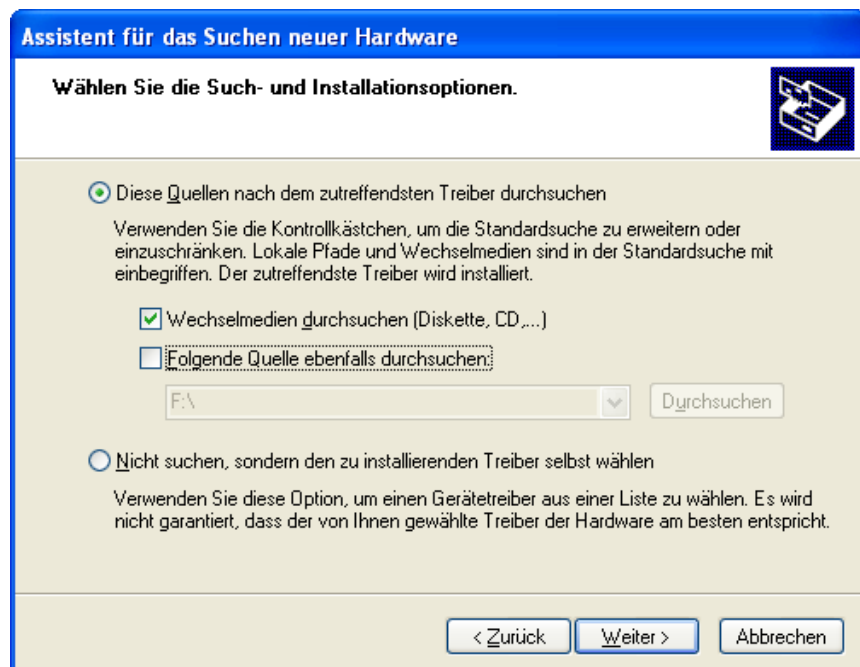 Assistent für das Suchen neuer Hardware
Wählen Sie die Such- und Installationsoptionen.
Diese Quellen nach dem zutreffendsten Treiber durchsuchen
Verwenden Sie die Kontrollkästchen, um die Standardsuche zu erweitern oder
einzuschränken. Lokale Pfade und Wechselmedien sind in der Standardsuche mit
einbegriffen. Der zutreffendste Treiber wird installiert.
Wechselmedien durchsuchen (Diskette, CD,...)
Folgende Quelle ebenfalls durchsuchen:
F:\
Durchsuchen
Nicht suchen, sondern den zu installierenden Treiber selbst wählen
Verwenden Sie diese Option, um einen Gerätetreiber aus einer Liste zu wählen. Es wird
nicht garantiert, dass der von Ihnen gewählte Treiber der Hardware am besten entspricht.
< Zurück
Weiter >
Abbrechen